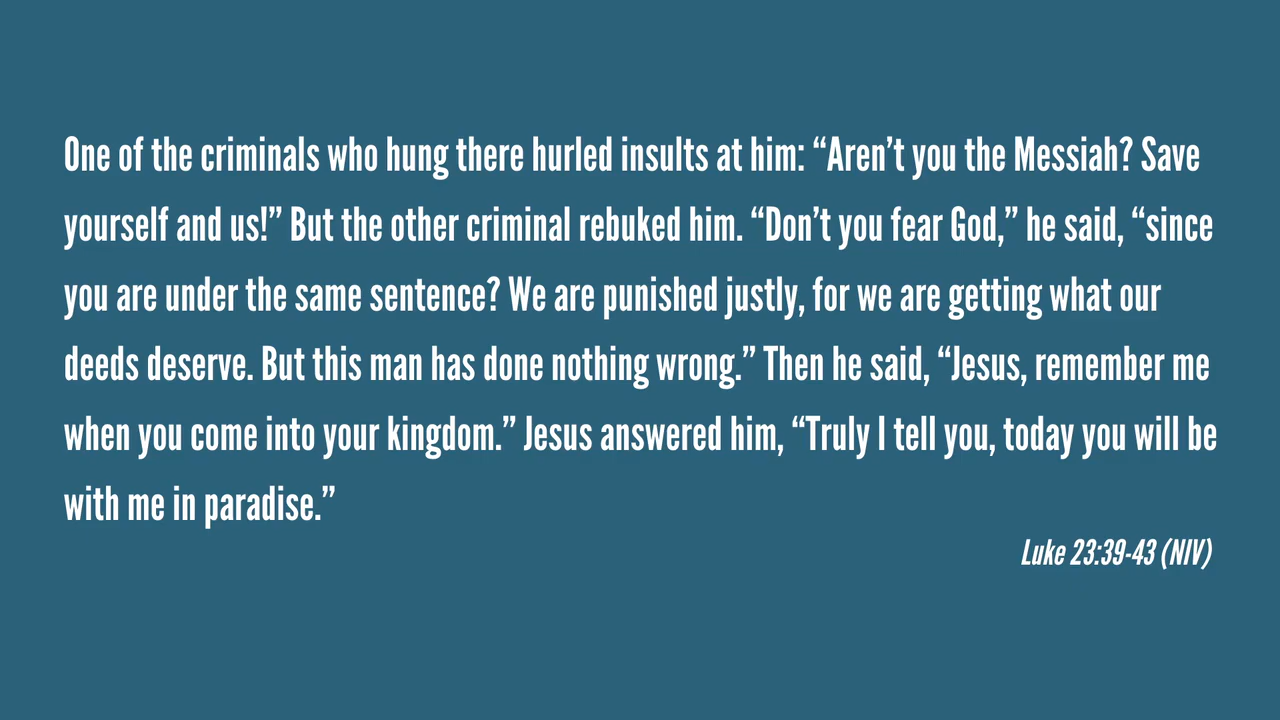 One of the criminals who hung there hurled insults at him: “Aren’t you the Messiah? Save
yourself and us!” But the other criminal rebuked him. “Don’t you fear God,” he said, “since
you are under the same sentence? We are punished justly, for we are getting what our
deeds deserve. But this man has done nothing wrong.” Then he said, “Jesus, remember me
when you come into your kingdom.” Jesus answered him, “Truly I tell you, today you will be
with me in paradise.”
Luke 23:39-43 (NIV)